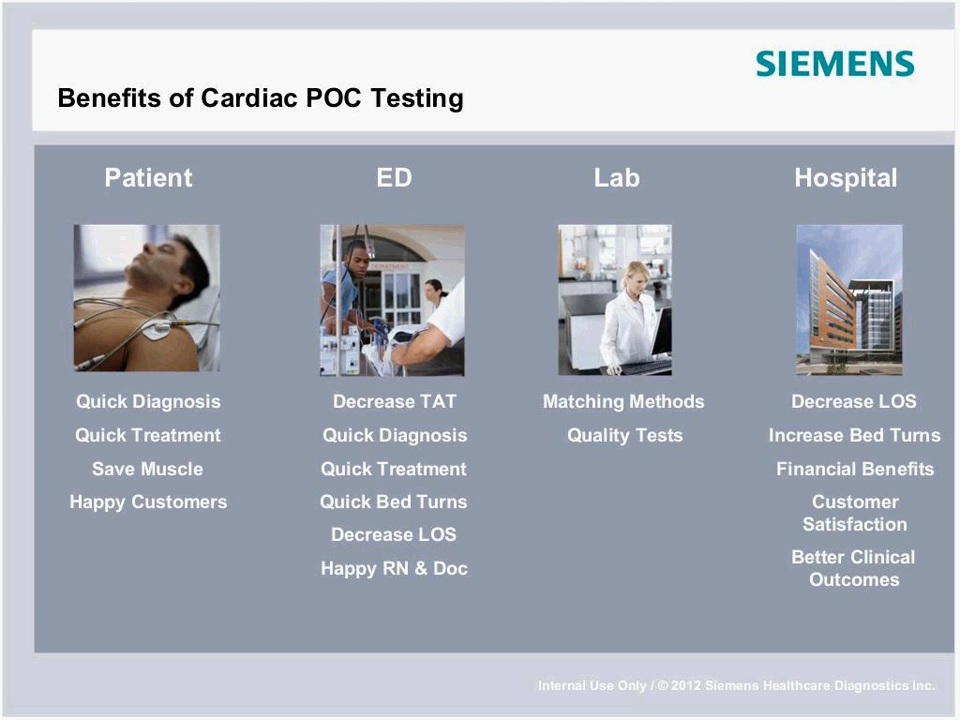 SIEMENS
Benefits of Cardiac POC Testing
Patient
Quick Diagnosis
Quick Treatment
Save Muscle
Happy Customers
ED
DEPARTMENT
Decrease TAT
Quick Diagnosis
Quick Treatment
Quick Bed Turns
Decrease LOS
Happy RN & Doc
Lab
Matching Methods
Quality Tests
Hospital
Decrease LOS
Increase Bed Turns
Financial Benefits
Customer
Satisfaction
Better Clinical
Outcomes
Internal Use Only / © 2012 Siemens Healthcare Diagnostics Inc.